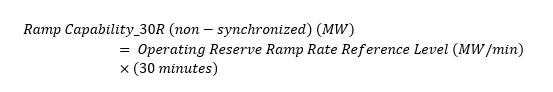 Ramp Capability_30R (non − synchronized) (MW)
= Operating Reserve Ramp Rate Reference Level (MW/min)
× (30 minutes)